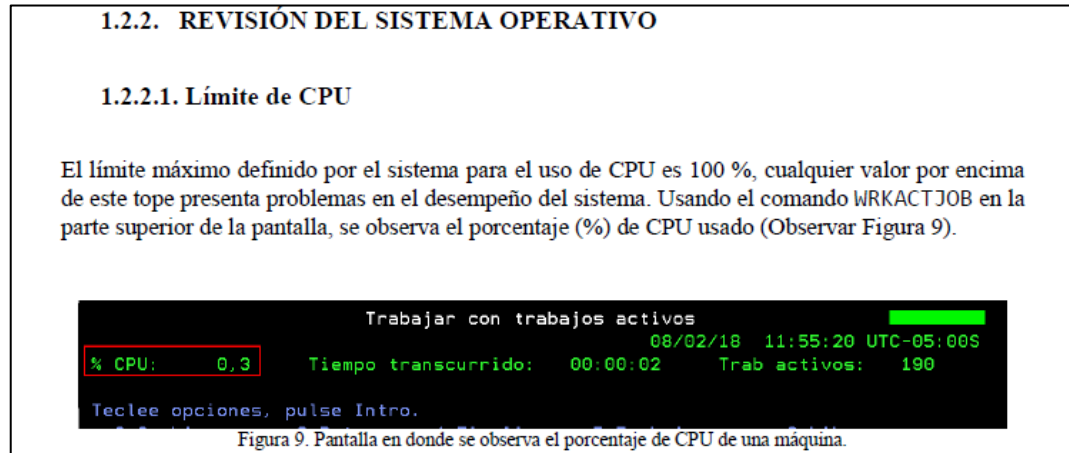 1.2.2. REVISIÓN DEL SISTEMA OPERATIVO
1.2.2.1. Límite de CPU
El límite máximo definido por el sistema para el uso de CPU es 100 %, cualquier valor por encima
de este tope presenta problemas en el desempeño del sistema. Usando el comando WRKACTJOB en la
parte superior de la pantalla, se observa el porcentaje (%) de CPU usado (Observar Figura 9).
Trabajar con trabajos activos
08/02/18 11:55:20 UTC-05:00S
% CPU: 0,3 Tiempo transcurrido: 00:00:02 Trab activos: 190
Teclee opciones, pulse Intro.
Figura 9. Pantalla en donde se observa el porcentaje de CPU de una máquina.